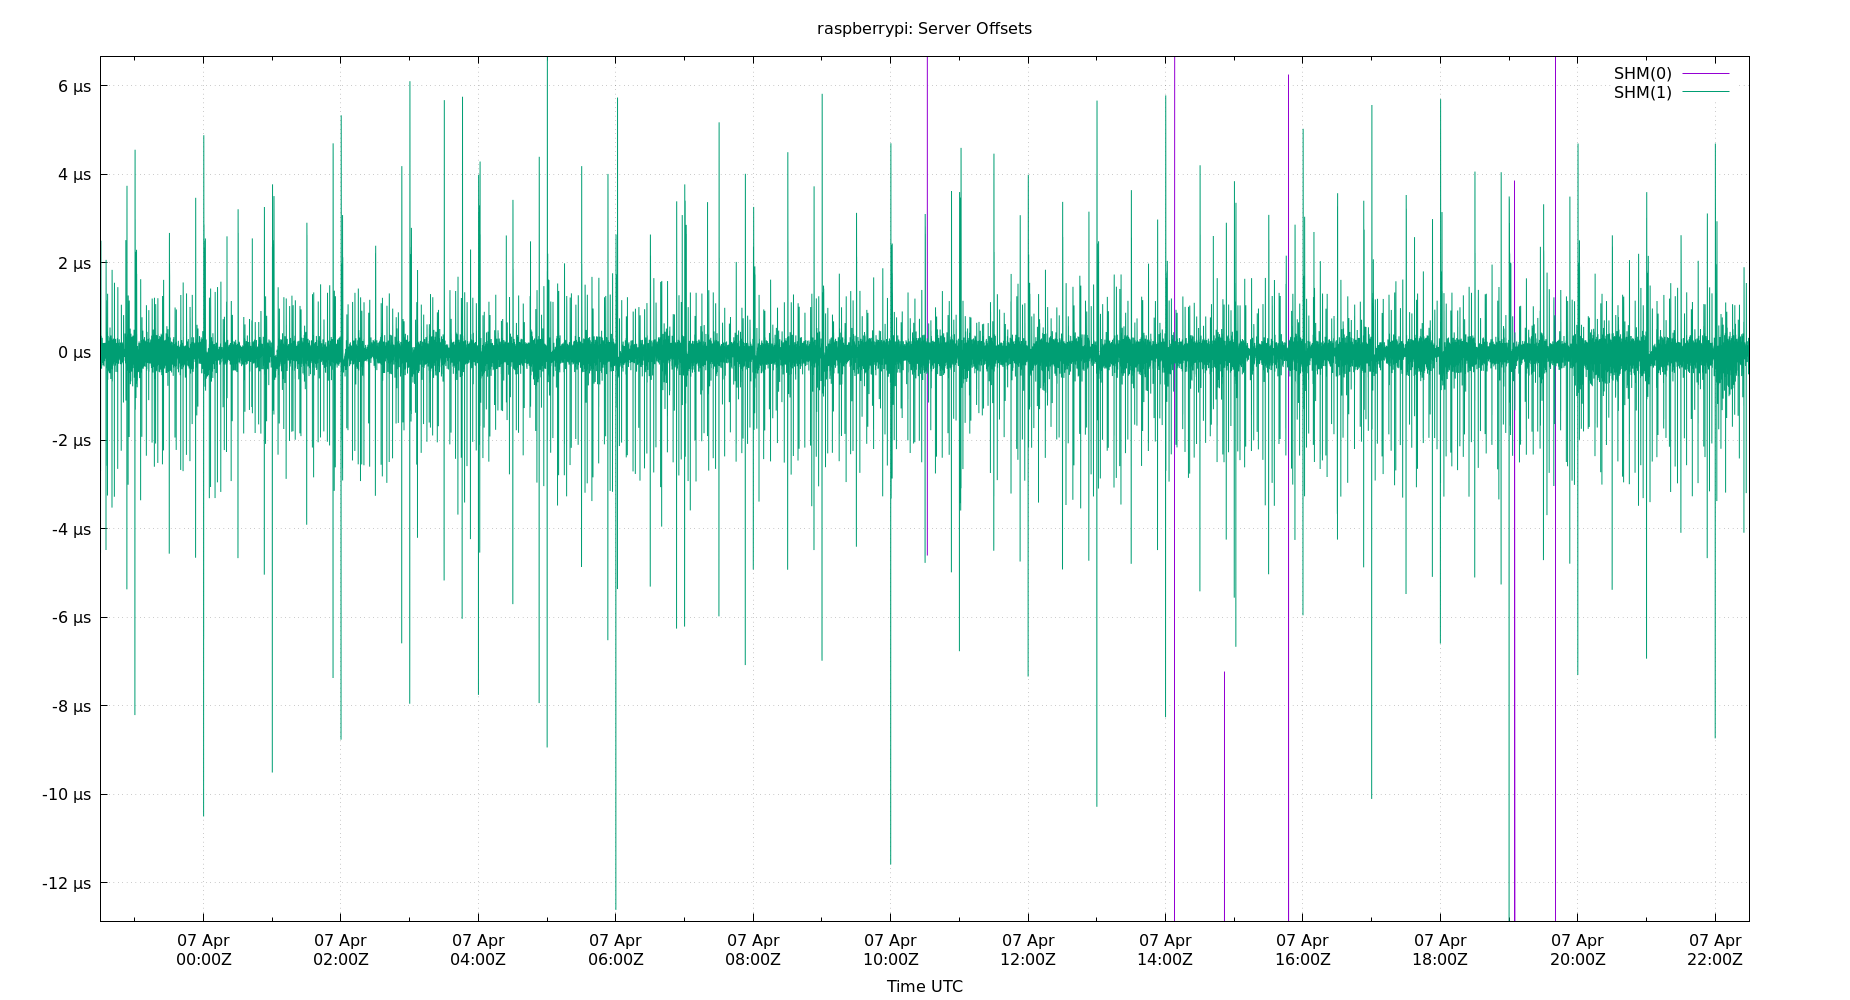 raspberrypi: Server Offsets
SHM(0)
SHM(1)
6 µs
4 µs
2 µs
0 µs
-2 µs
-4 µs
-6 µs
-8 µs
-10 µs
-12 µs
07 Apr 07 Apr 07 Apr 07 Apr 07 Apr 07 Apr 07 Apr 07 Apr 07 Apr 07 Apr 07 Apr 07 Apr
00:00Z 02:00Z 04:00Z 06:00Z 08:00Z 10:00Z 12:00Z 14:00Z 16:00Z 18:00Z 20:00Z 22:00Z
Time UTC